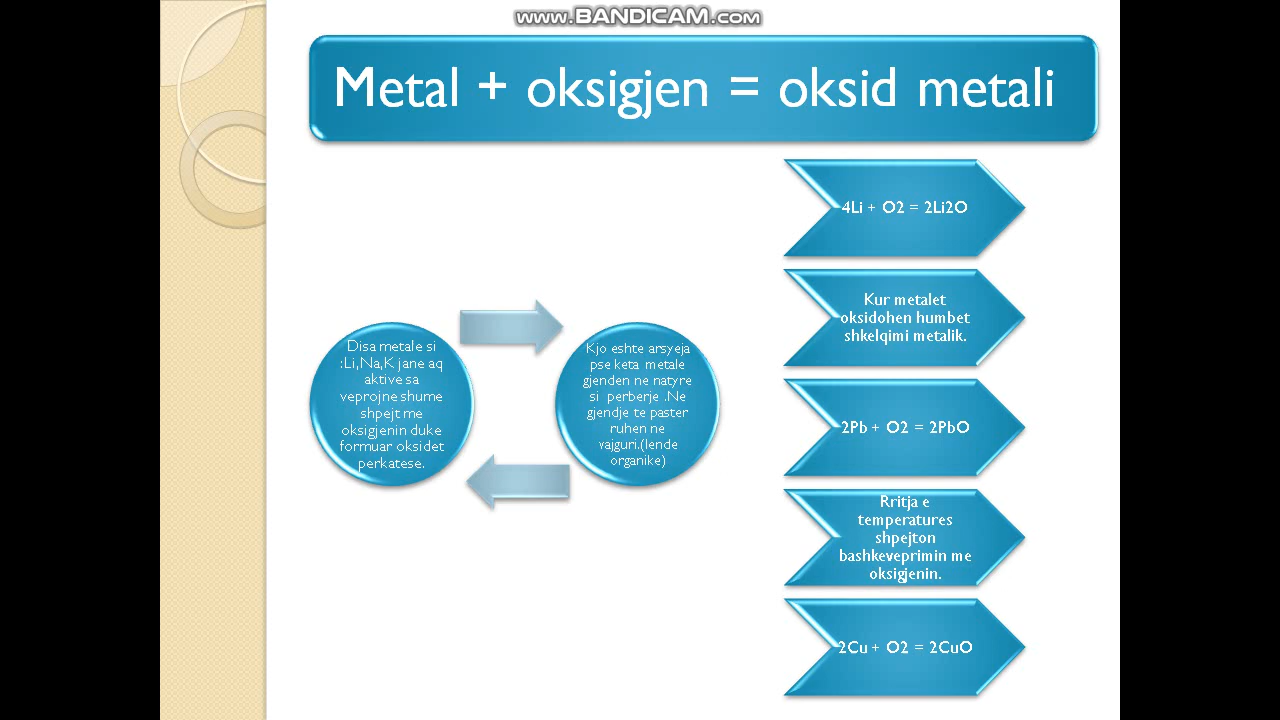 www.BANDICAM.com
Metal + oksigjen = oksid metali
Disa metale si
:Li,Na,K jane aq
aktive sa
veprojne shume
shpejt me
oksigjenin duke
formuar oksidet
perkatese.
Kjo eshte arsyeja
pse keta metale
gjenden ne natyre
si perberje .Ne
gjendje te paster
ruhen ne
vajguri.(lende
organike)
4Li + O2 = 2Li2O
Kur metalet
oksidohen humbet
shkelqimi metalik.
2Pb + O2 = 2PbO
Rritja e
temperatures
shpejton
bashkeveprimin me
oksigjenin.
2Cu + O2 = 2CuO